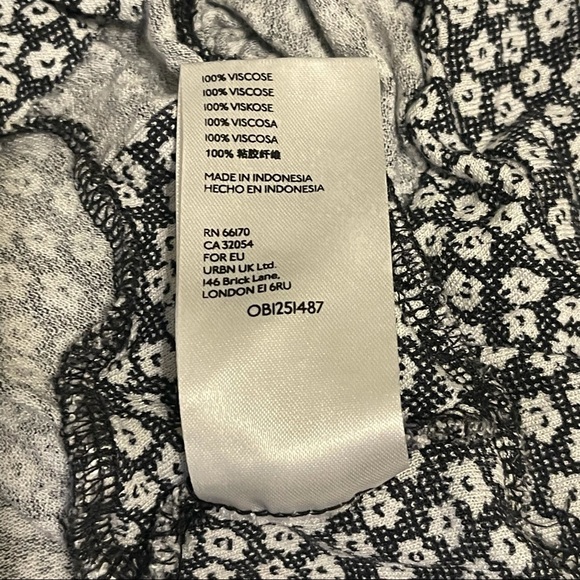 100% VISCOSE
100% VISCOSE
100% VISKOSE
100% VISCOSA
100% VISCOSA
100% 粘胶纤维
MADE IN INDONESIA
HECHO EN INDONESIA
RN 66170
CA 32054
FOR EU
URBN UK Ltd.
146 Brick Lane,
LONDON E1 6RU
OB1251487